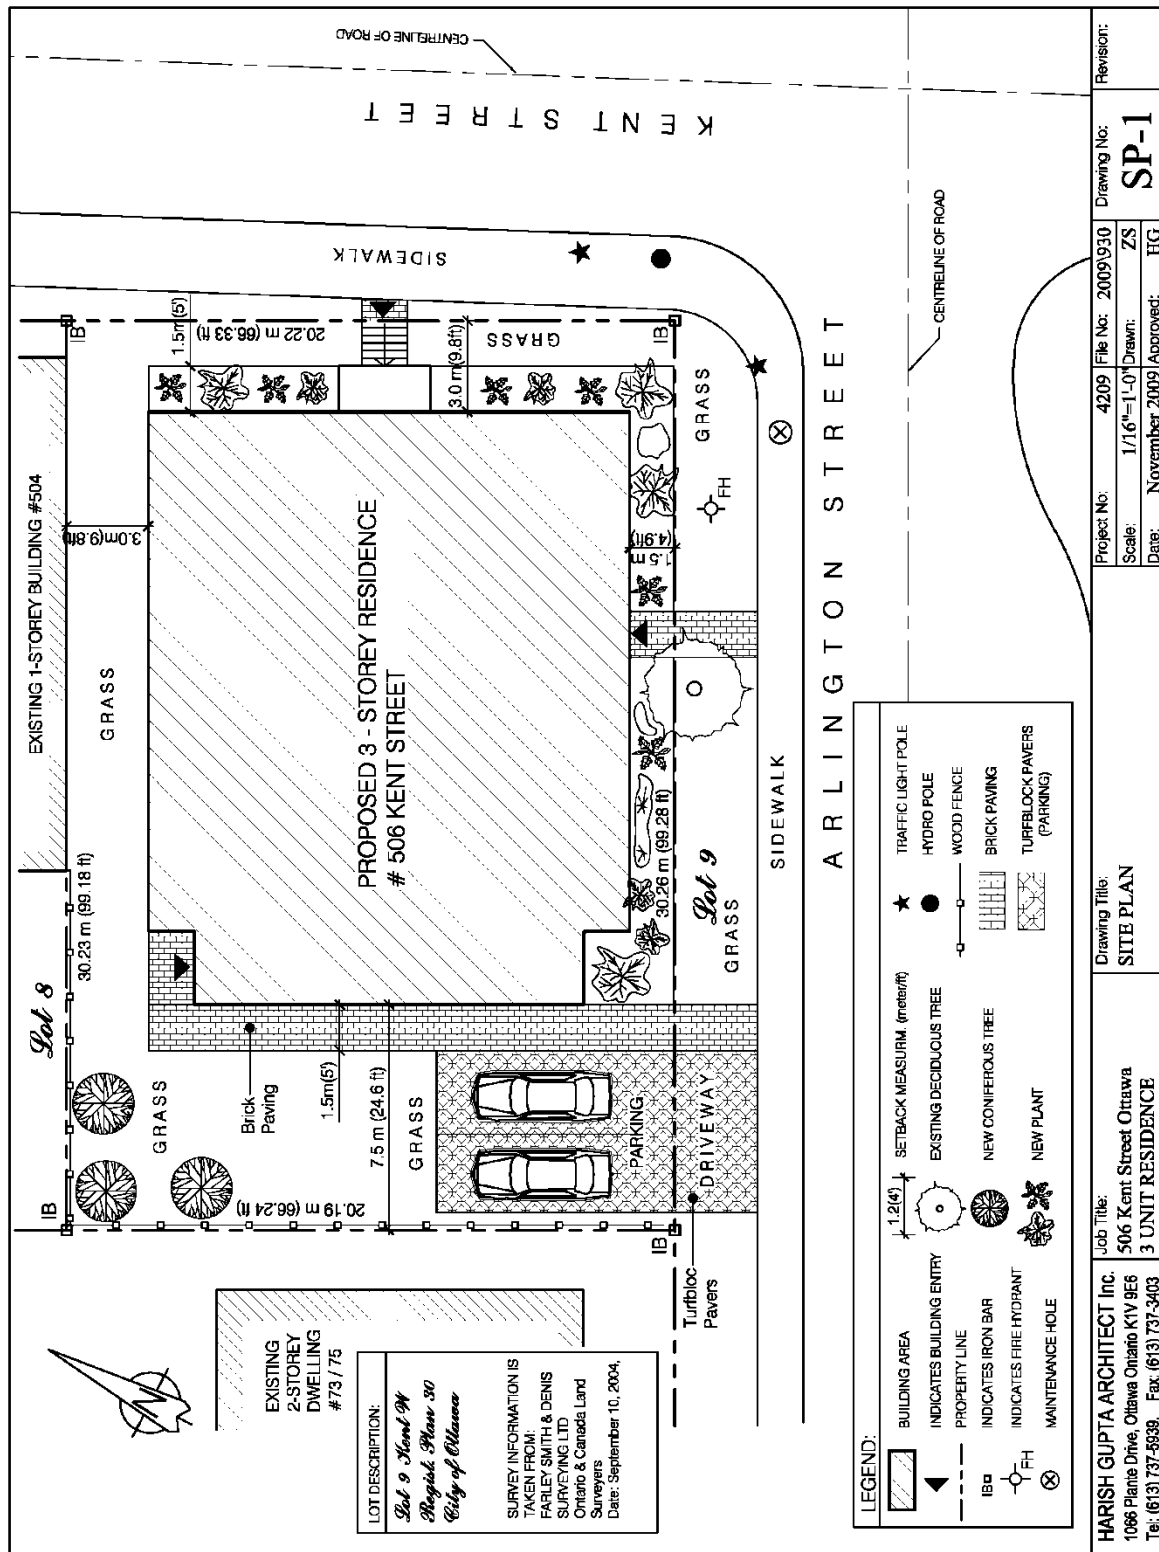 CENTRELINE OF ROAD
KENT STREET
SIDEWALK
EXISTING 1-STOREY BUILDING #504
IB
1.5m(5')
20.22 m (66.33 ft)
3.0 m(9.8ft)
GRASS
IB
GRASS
3.0m(9.8ft)
GRASS
PROPOSED 3 - STOREY RESIDENCE
# 506 KENT STREET
FH
1.5 m
(4.9ft)
CENTRELINE OF ROAD
ARLINGTON STREET
SIDEWALK
Lot 8
30.23 m (99.18 ft)
30.26 m (99.28 ft)
Lot 9
GRASS
Brick
Paving
1.5m(5')
7.5 m (24.6 ft)
GRASS
GRASS
PARKING
DRIVEWAY
IB
20.19 m (66.24 ft)
IB
Turfbloc
Pavers
N
EXISTING
2-STOREY
DWELLING
#73 / 75
LOT DESCRIPTION:
Lot 9 Kent W
Regist. Plan 30
City of Ottawa
SURVEY INFORMATION IS
TAKEN FROM:
FARLEY SMITH & DENIS
SURVEYING LTD
Ontario & Canada Land
Surveyers
Date: September 10, 2004,
LEGEND:
BUILDING AREA
INDICATES BUILDING ENTRY
PROPERTY LINE
IB INDICATES IRON BAR
FH INDICATES FIRE HYDRANT
MAINTENANCE HOLE
1.2(4') SETBACK MEASURM. (meter/ft)
EXISTING DECIDUOUS TREE
NEW CONIFEROUS TREE
NEW PLANT
TRAFFIC LIGHT POLE
HYDRO POLE
WOOD FENCE
BRICK PAVING
TURFBLOCK PAVERS
(PARKING)
HARISH GUPTA ARCHITECT Inc.
1066 Plante Drive, Ottawa Ontario K1V 9E6
Tel: (613) 737-5939, Fax: (613) 737-3403
Job Title:
506 Kent Street Ottawa
3 UNIT RESIDENCE
Drawing Title:
SITE PLAN
Project No: 4209
File No: 2009\930
Scale: 1/16"=1'-0"
Drawn: ZS
Date: November 2009
Approved: HG
Drawing No:
SP-1
Revision: